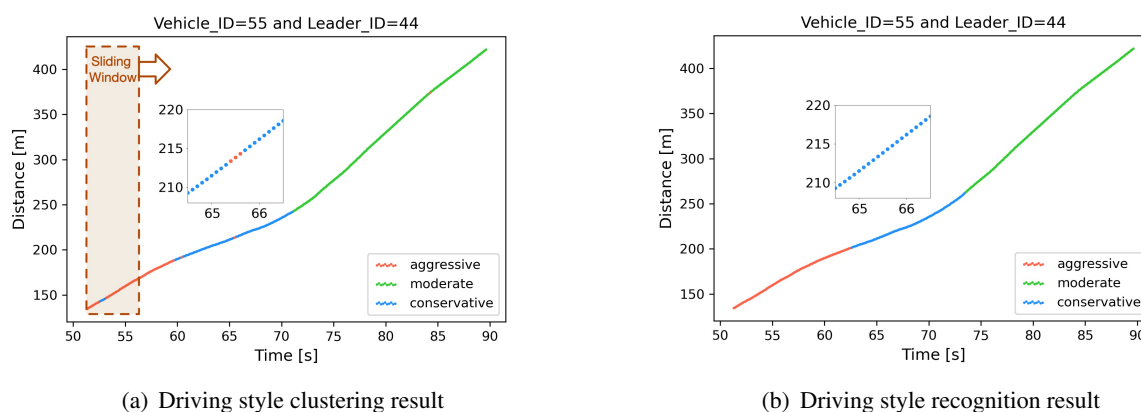 Vehicle_ID=55 and Leader_ID=44
Distance [m]
400
350
300
250
200
150
Sliding
Window
220
210
65
66
aggressive
moderate
conservative
50
55
60
65
70
75
80
85
90
Time [s]
(a) Driving style clustering result
Vehicle_ID=55 and Leader_ID=44
Distance [m]
400
350
300
250
200
150
220
210
65
66
aggressive
moderate
conservative
50
55
60
65
70
75
80
85
90
Time [s]
(b) Driving style recognition result